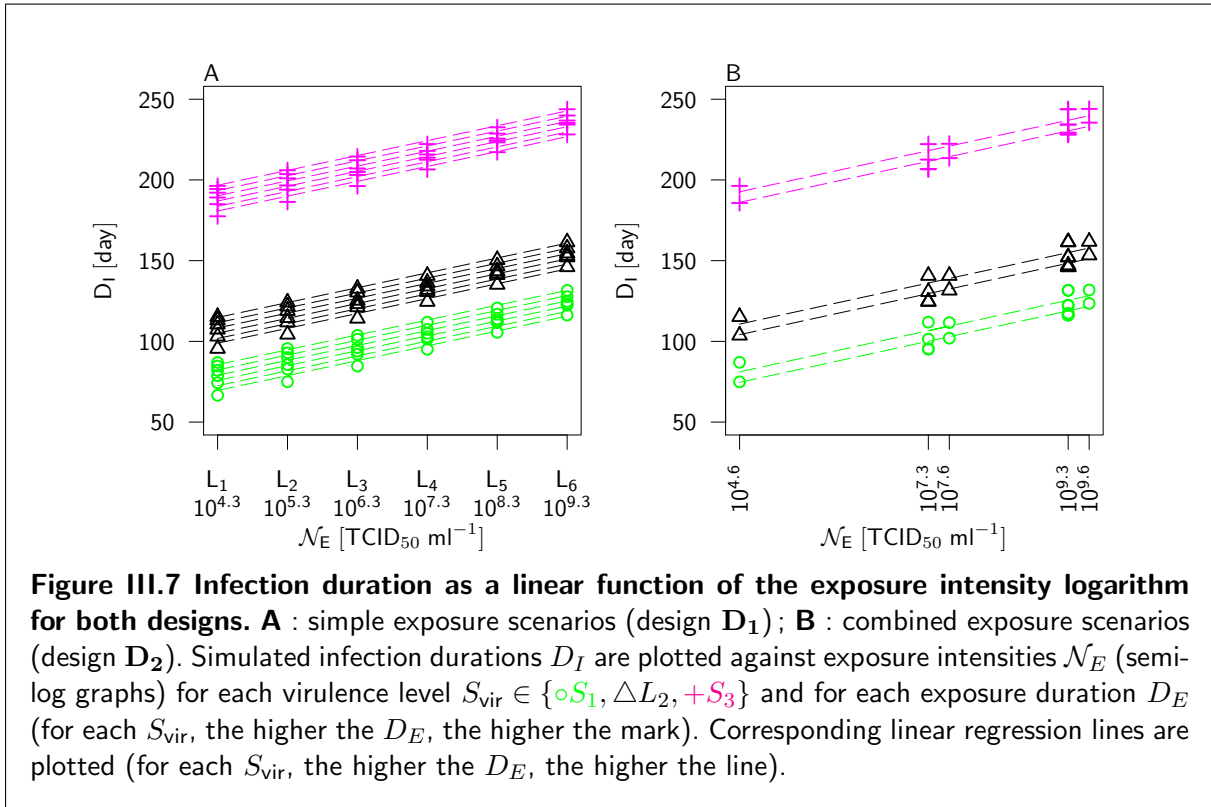 A
B
250
200
150
100
50
D_I [day]
L_1 L_2 L_3 L_4 L_5 L_6
10^4.3 10^5.3 10^6.3 10^7.3 10^8.3 10^9.3
𝒩_E [TCID_50 ml^−1]
250
200
150
100
50
D_I [day]
10^4.6 10^7.3 10^7.6 10^9.3 10^9.6
𝒩_E [TCID_50 ml^−1]
Figure III.7 Infection duration as a linear function of the exposure intensity logarithm
for both designs. A : simple exposure scenarios (design D_1) ; B : combined exposure scenarios
(design D_2). Simulated infection durations D_I are plotted against exposure intensities 𝒩_E (semi-
log graphs) for each virulence level S_vir ∈ {∘S_1, △L_2, +S_3} and for each exposure duration D_E
(for each S_vir, the higher the D_E, the higher the mark). Corresponding linear regression lines are
plotted (for each S_vir, the higher the D_E, the higher the line).